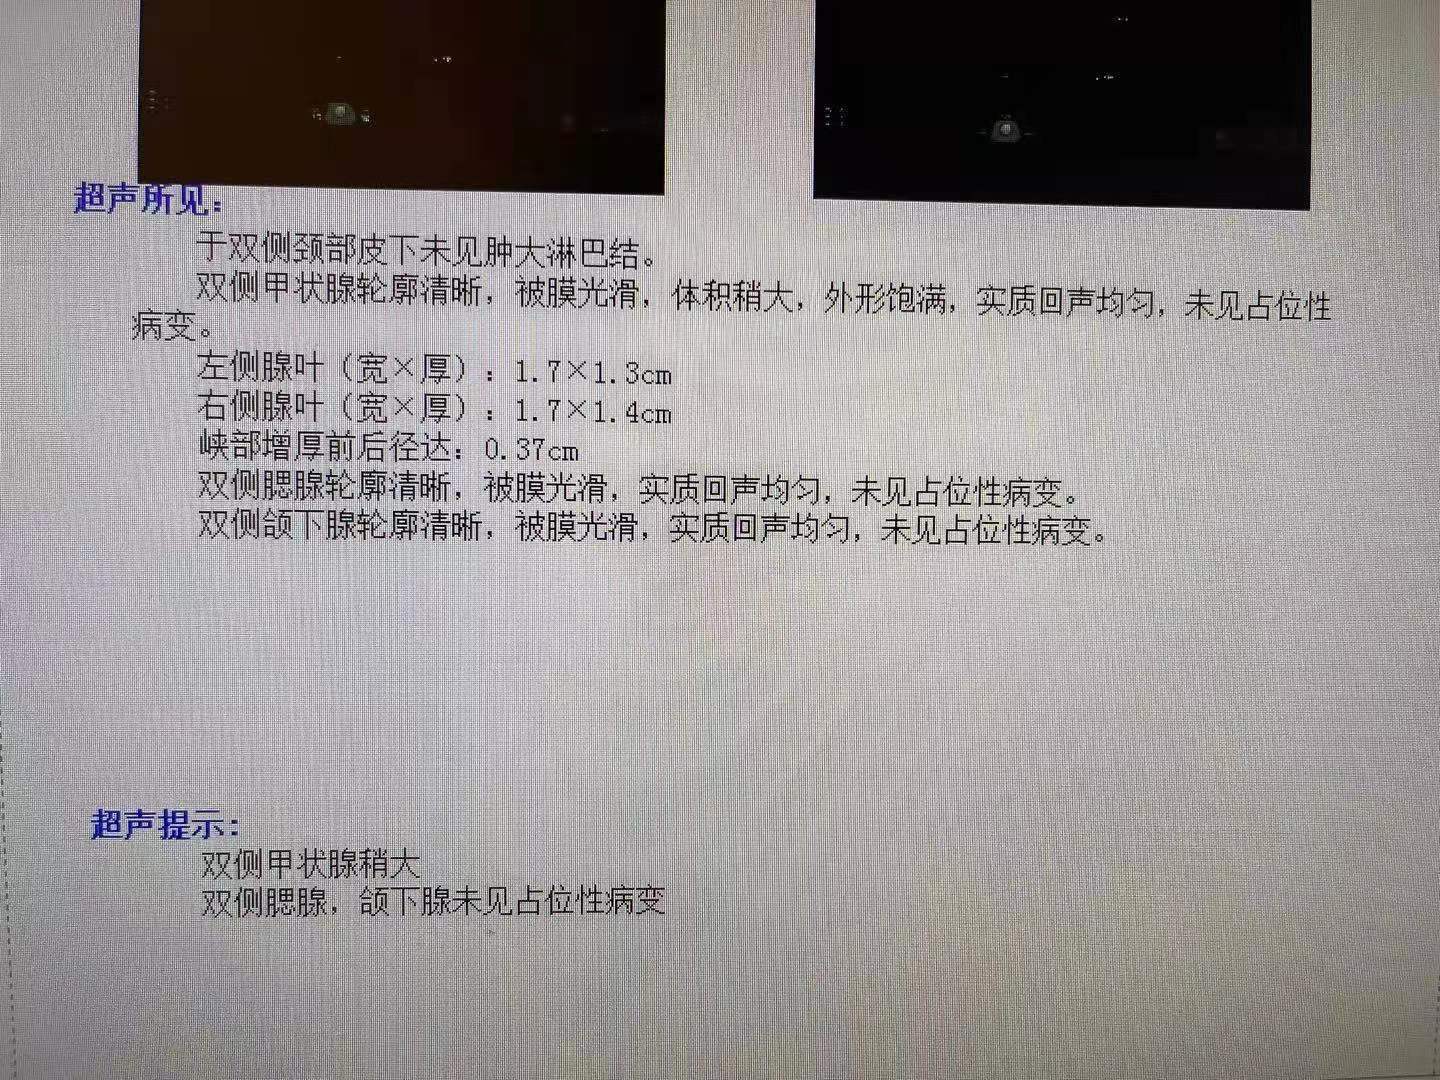 超声所见:
于双侧颈部皮下未见肿大淋巴结。
双侧甲状腺轮廓清晰，被膜光滑，体积稍大，外形饱满，实质回声均匀，未见占位性
病变。
左侧腺叶（宽×厚）: 1.7×1.3cm
右侧腺叶（宽×厚）: 1.7×1.4cm
峡部增厚前后径达: 0.37cm
双侧腮腺轮廓清晰，被膜光滑，实质回声均匀，未见占位性病变。
双侧颌下腺轮廓清晰，被膜光滑，实质回声均匀，未见占位性病变。
超声提示:
双侧甲状腺稍大
双侧腮腺，颌下腺未见占位性病变